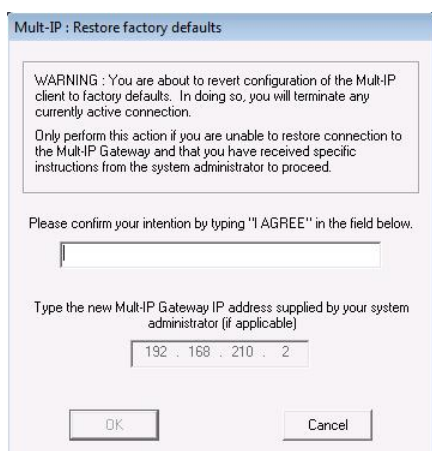 Mult-IP : Restore factory defaults
WARNING : You are about to revert configuration of the Mult-IP
client to factory defaults. In doing so, you will terminate any
currently active connection.
Only perform this action if you are unable to restore connection to
the Mult-IP Gateway and that you have received specific
instructions from the system administrator to proceed.
Please confirm your intention by typing "I AGREE" in the field below.
Type the new Mult-IP Gateway IP address supplied by your system
administrator (if applicable)
192 . 168 . 210 . 2
OK Cancel